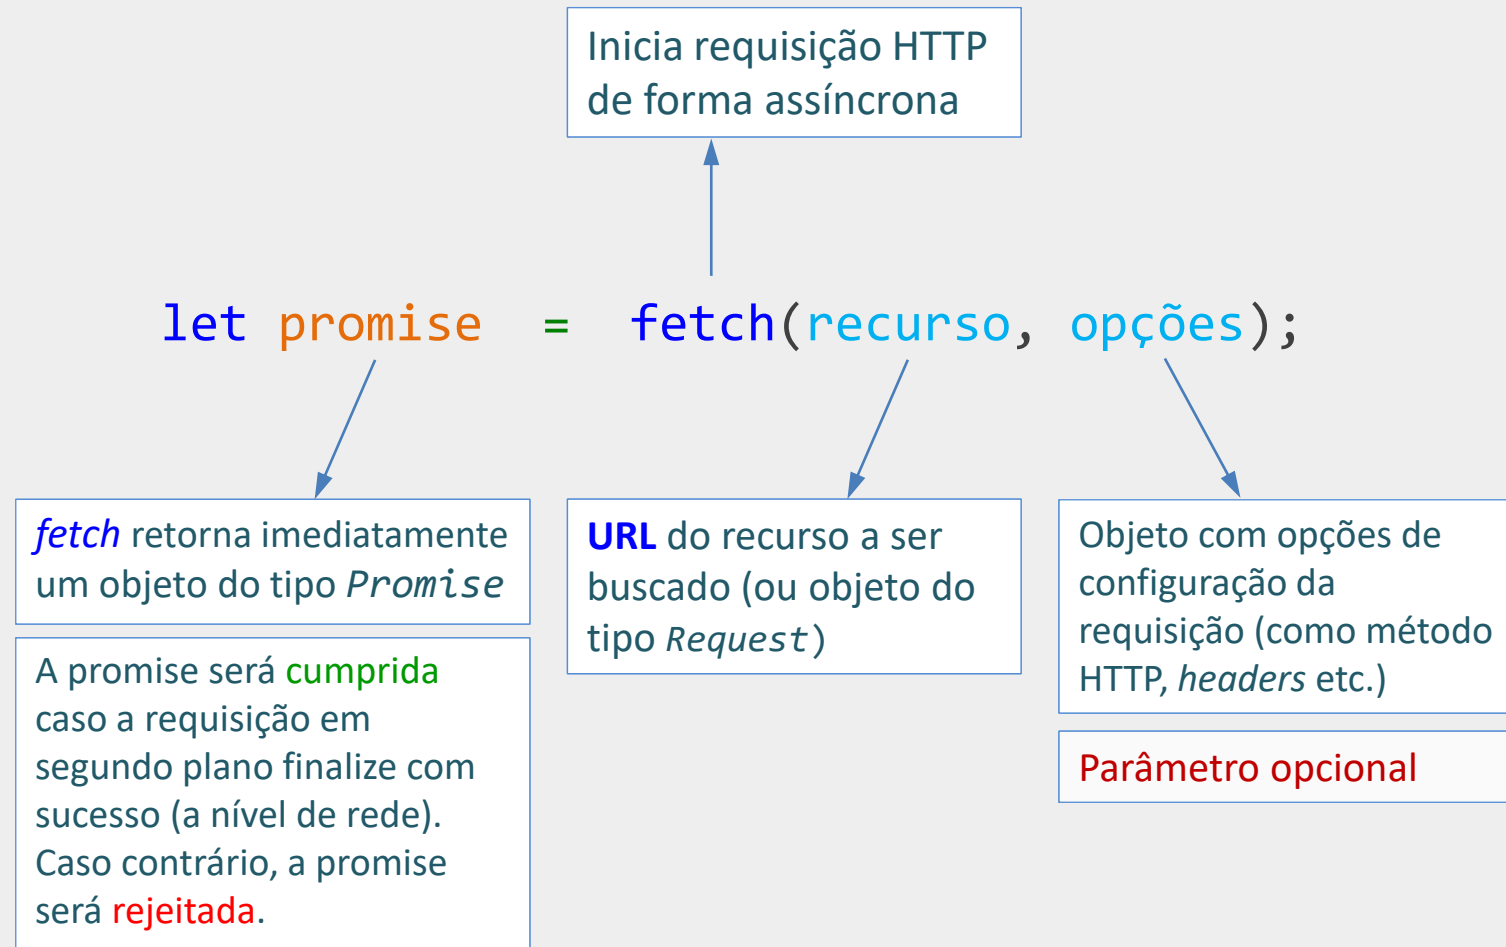 Inicia requisição HTTP
de forma assíncrona
let promise = fetch(recurso, opções);
fetch retorna imediatamente
um objeto do tipo Promise
A promise será cumprida
caso a requisição em
segundo plano finalize com
sucesso (a nível de rede).
Caso contrário, a promise
será rejeitada.
URL do recurso a ser
buscado (ou objeto do
tipo Request)
Objeto com opções de
configuração da
requisição (como método
HTTP, headers etc.)
Parâmetro opcional